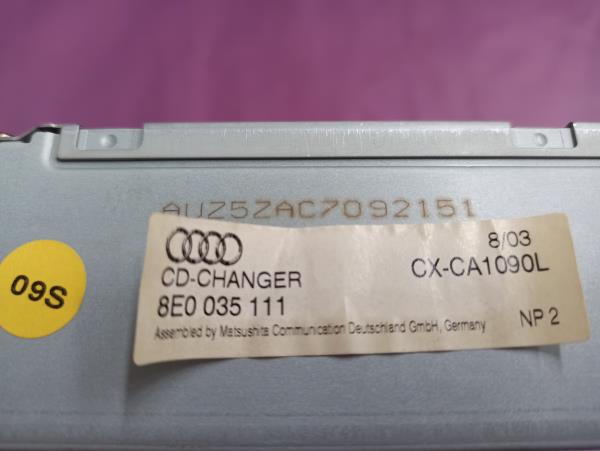 AUZ5ZAC7092151
8/03
CD-CHANGER
CX-CA1090L
8E0 035 111
NP 2
Assembled by Matsushita Communication Deutschland GmbH, Germany
09S